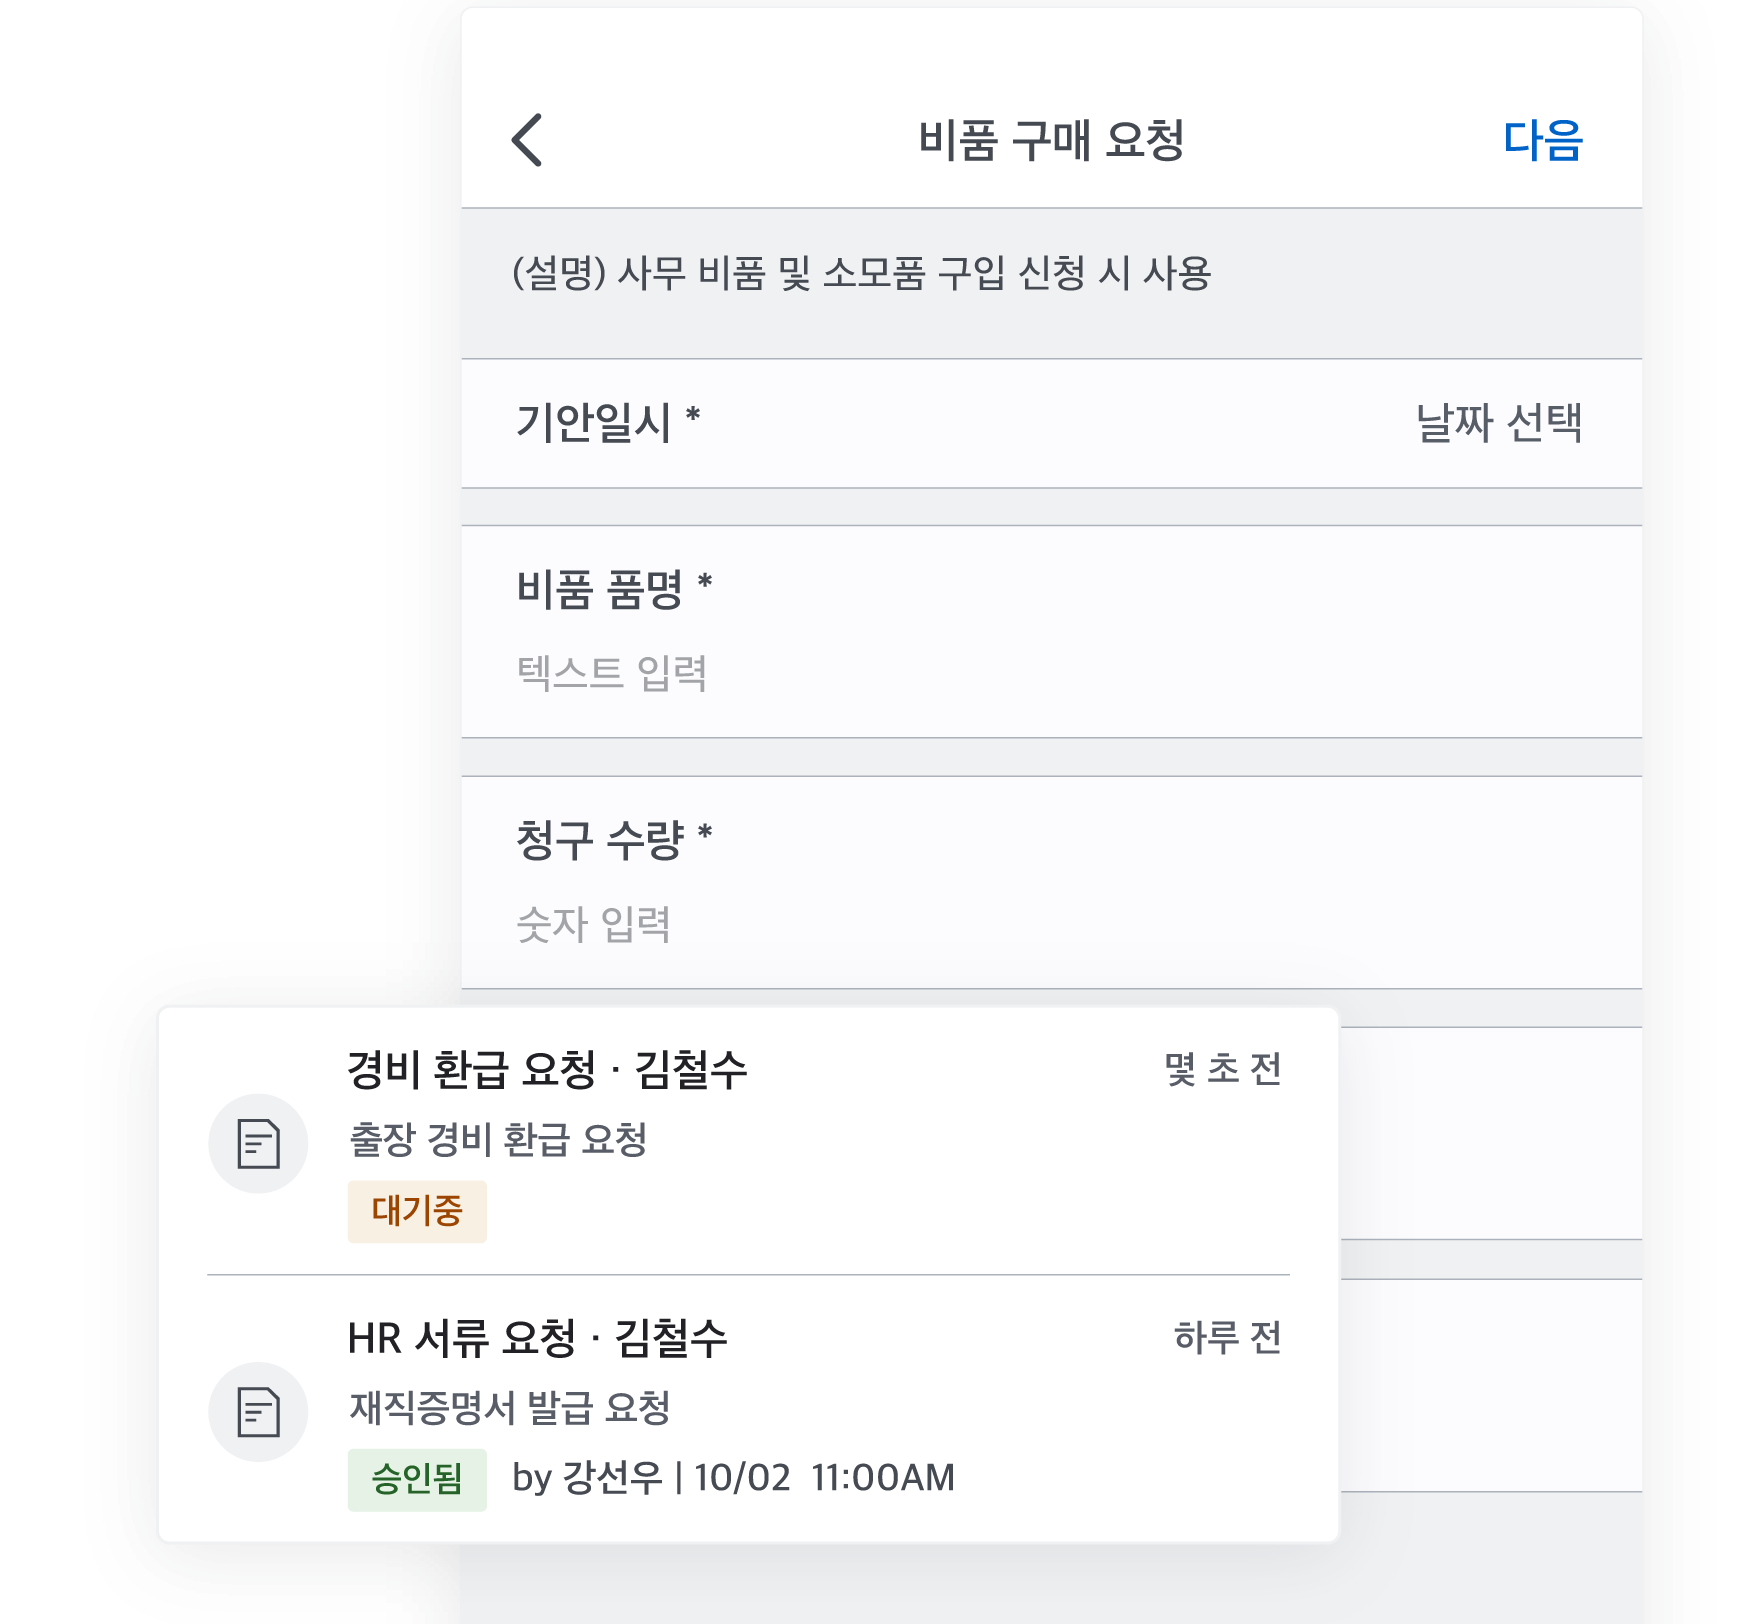 비품 구매 요청
다음
(설명) 사무 비품 및 소모품 구입 신청 시 사용
기안일시 *
날짜 선택
비품 품명 *
텍스트 입력
청구 수량 *
숫자 입력
경비 환급 요청 · 김철수
몇 초 전
출장 경비 환급 요청
대기중
HR 서류 요청 · 김철수
하루 전
재직증명서 발급 요청
승인됨 by 강선우 | 10/02 11:00AM